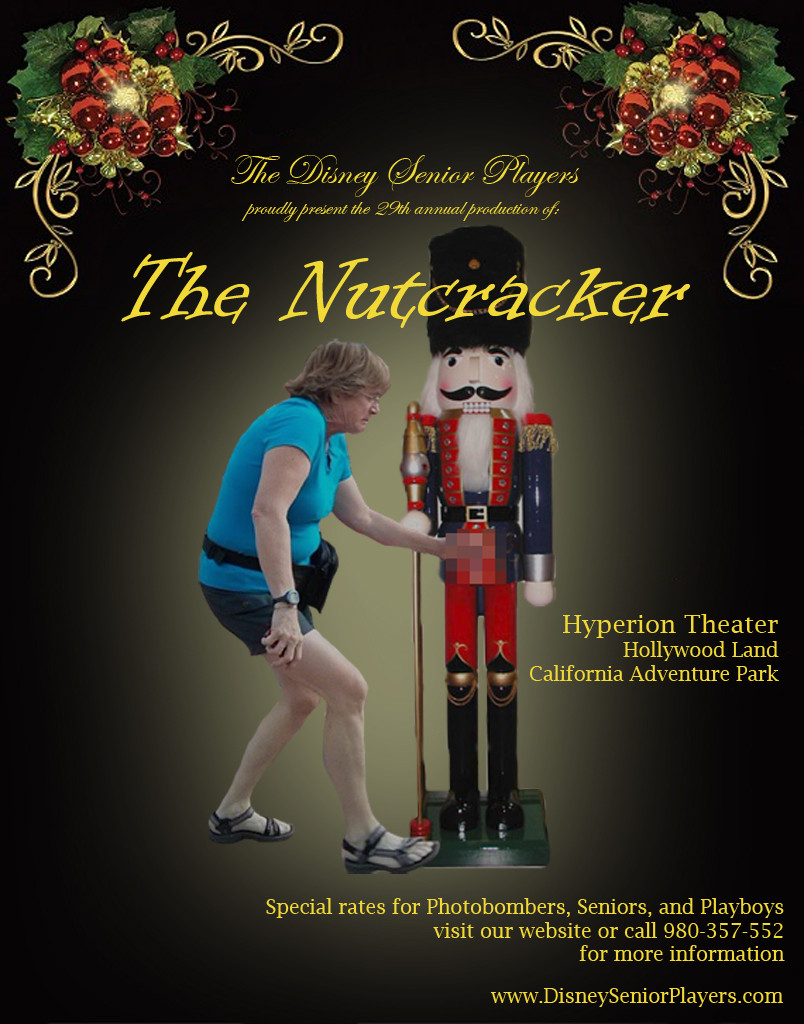 The Disney Senior Players
proudly present the 29th annual production of:
The Nutcracker
Hyperion Theater
Hollywood Land
California Adventure Park
Special rates for Photobombers, Seniors, and Playboys
visit our website or call 980-357-552
for more information
www.DisneySeniorPlayers.com